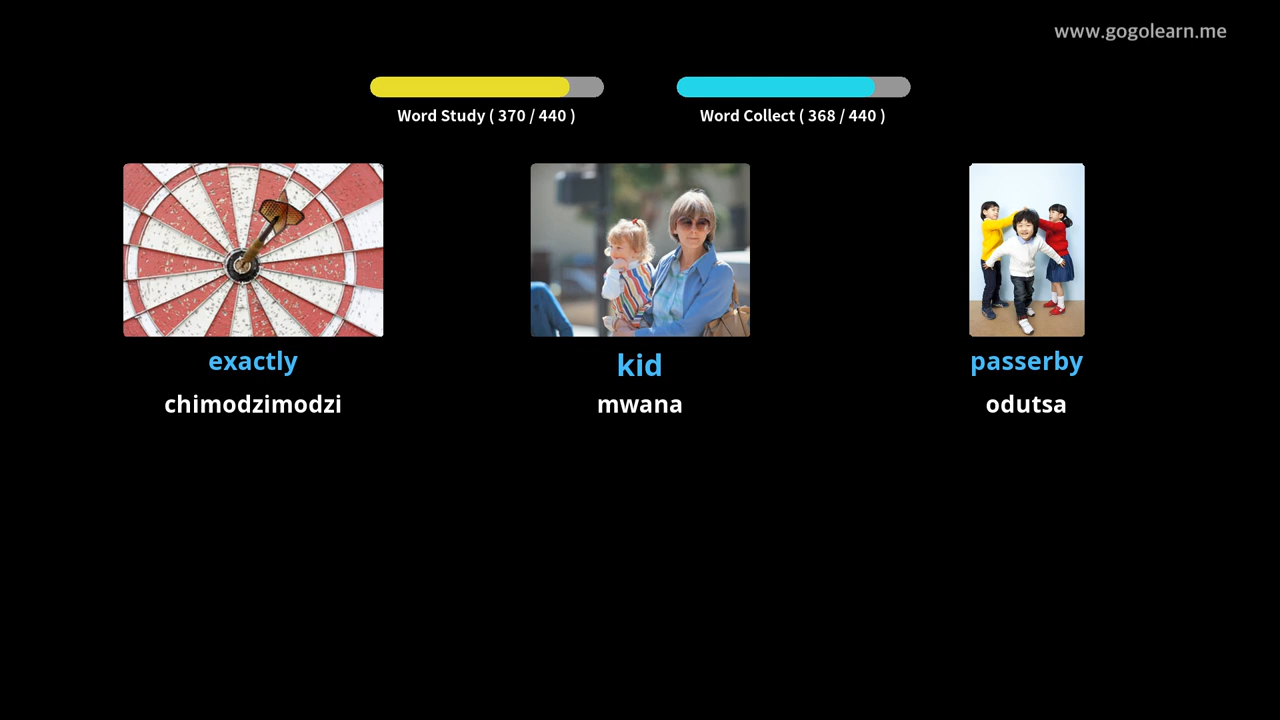 www.gogolearn.me
Word Study ( 370 / 440 )
Word Collect ( 368 / 440 )
exactly
kid
passerby
chimodzimodzi
mwana
odutsa